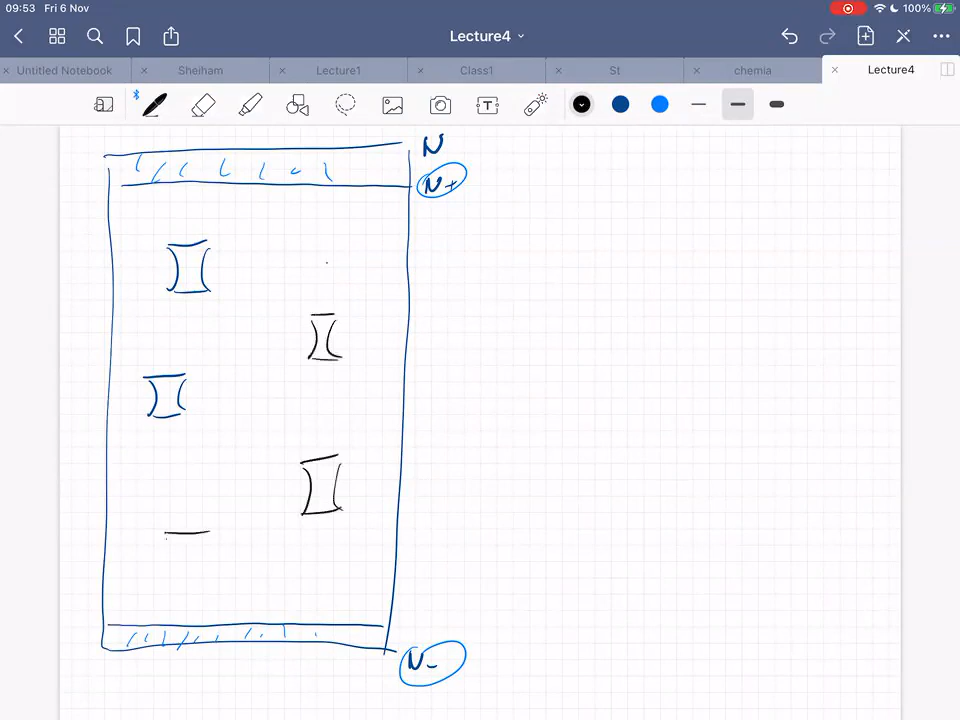 09:53 Fri 6 Nov
100%
Lecture4
Untitled Notebook
Sheiham
Lecture1
Class1
St
chemia
Lecture4
T
N
N+
N-